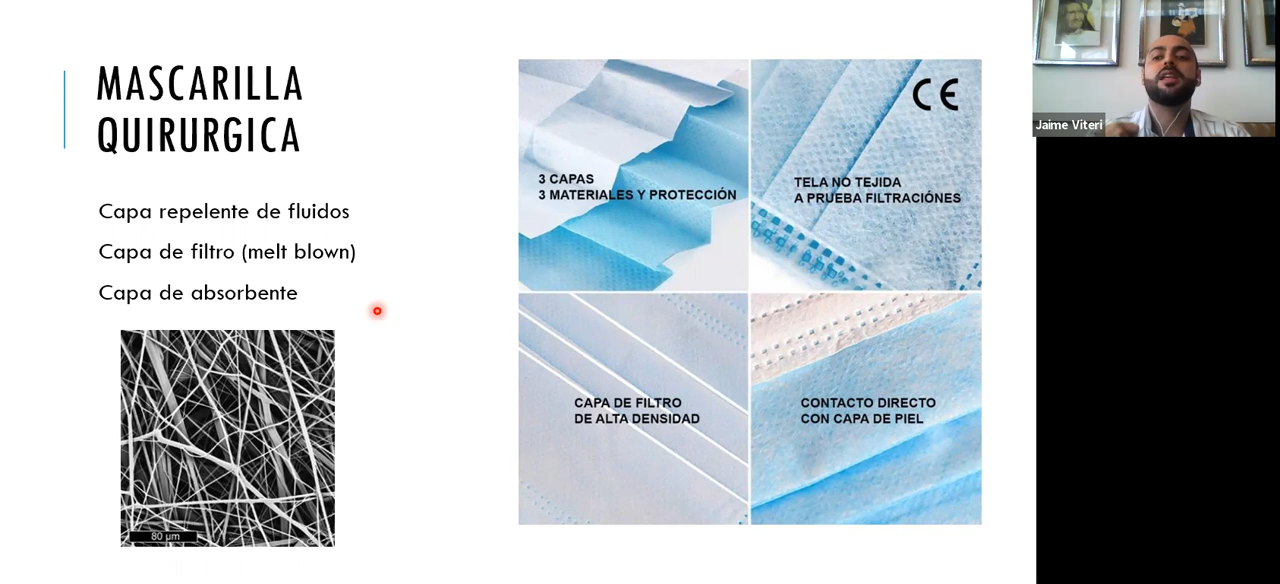 MASCARILLA
QUIRURGICA
Capa repelente de fluidos
Capa de filtro (melt blown)
Capa de absorbente
80 μm
3 CAPAS
3 MATERIALES Y PROTECCIÓN
CE
TELA NO TEJIDA
A PRUEBA FILTRACIÓNES
CAPA DE FILTRO
DE ALTA DENSIDAD
CONTACTO DIRECTO
CON CAPA DE PIEL
Jaime Viteri